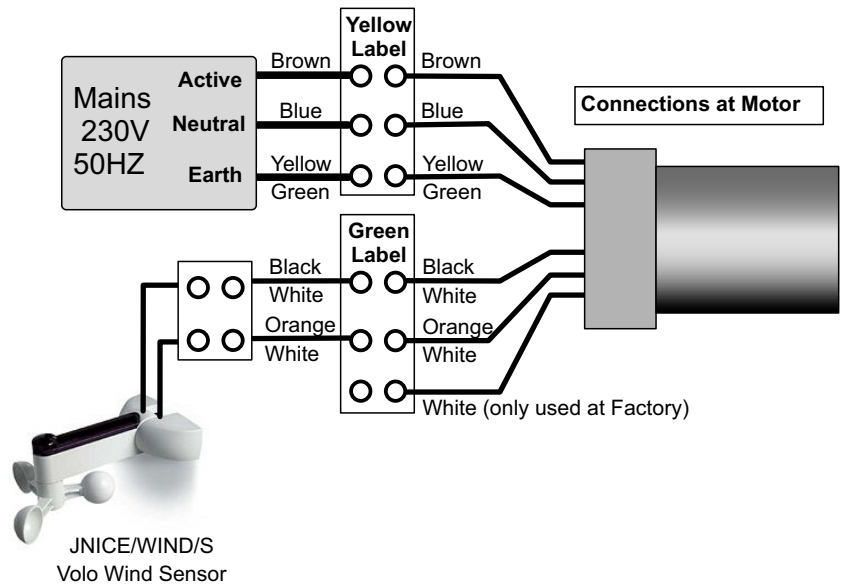 Yellow
Label
Brown
Brown
Active
Mains
230V
50HZ
Blue
Blue
Neutral
Connections at Motor
Yellow
Green
Yellow
Green
Earth
Green
Label
Black
White
Black
White
Orange
White
Orange
White
White (only used at Factory)
JNICE/WIND/S
Volo Wind Sensor